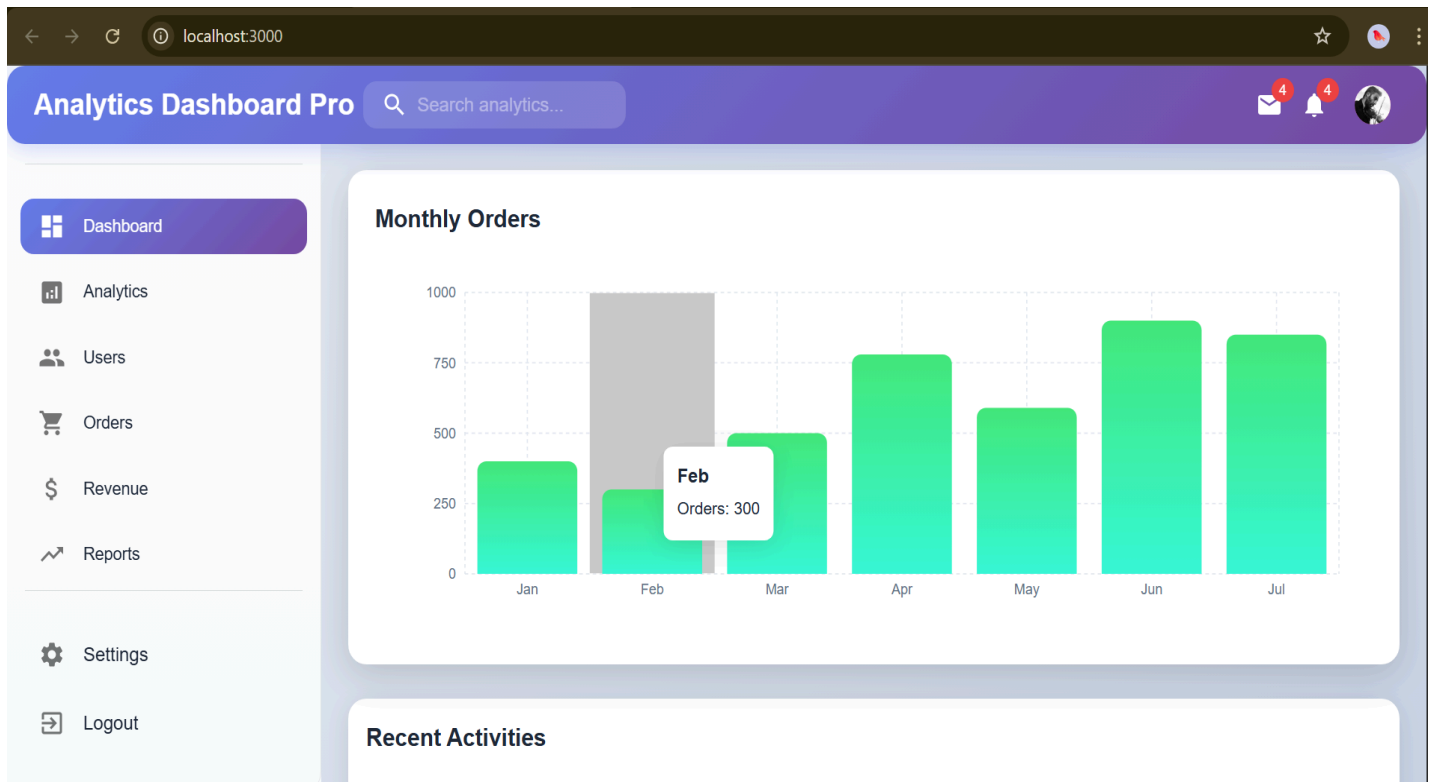 localhost:3000
Analytics Dashboard Pro
Search analytics...
4
4
Dashboard
Analytics
Users
Orders
Revenue
Reports
Settings
Logout
Monthly Orders
1000
750
500
250
0
Feb
Orders: 300
Jan Feb Mar Apr May Jun Jul
Recent Activities